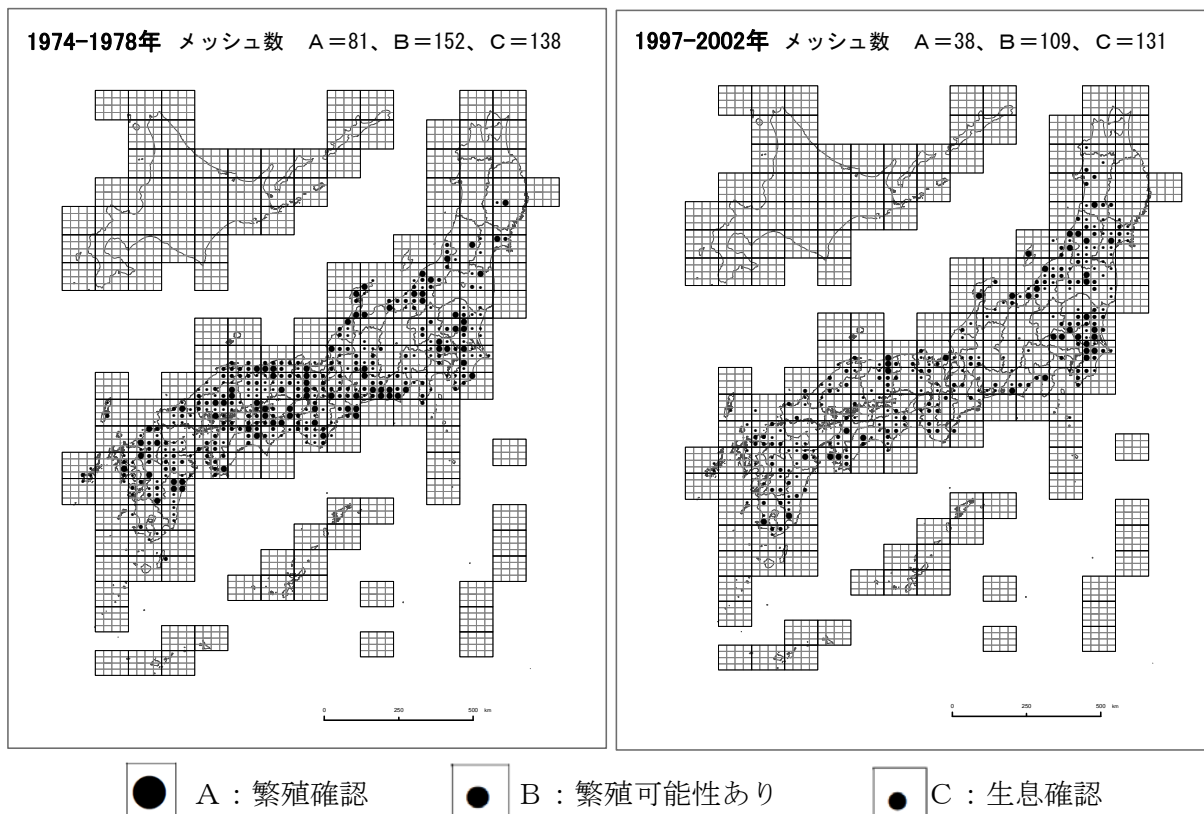 1974-1978年 メッシュ数 A=81、B=152、C=138
1997-2002年 メッシュ数 A=38、B=109、C=131
0 250 500 km
0 250 500 km
A:繁殖確認
B:繁殖可能性あり
C:生息確認